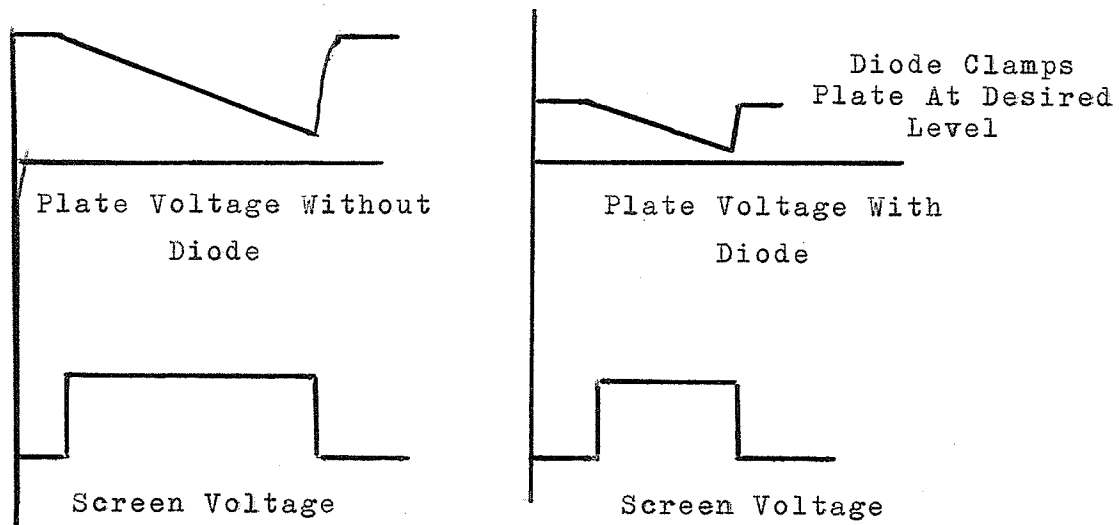 Diode Clamps
Plate At Desired
Level
Plate Voltage Without
Diode
Plate Voltage With
Diode
Screen Voltage
Screen Voltage